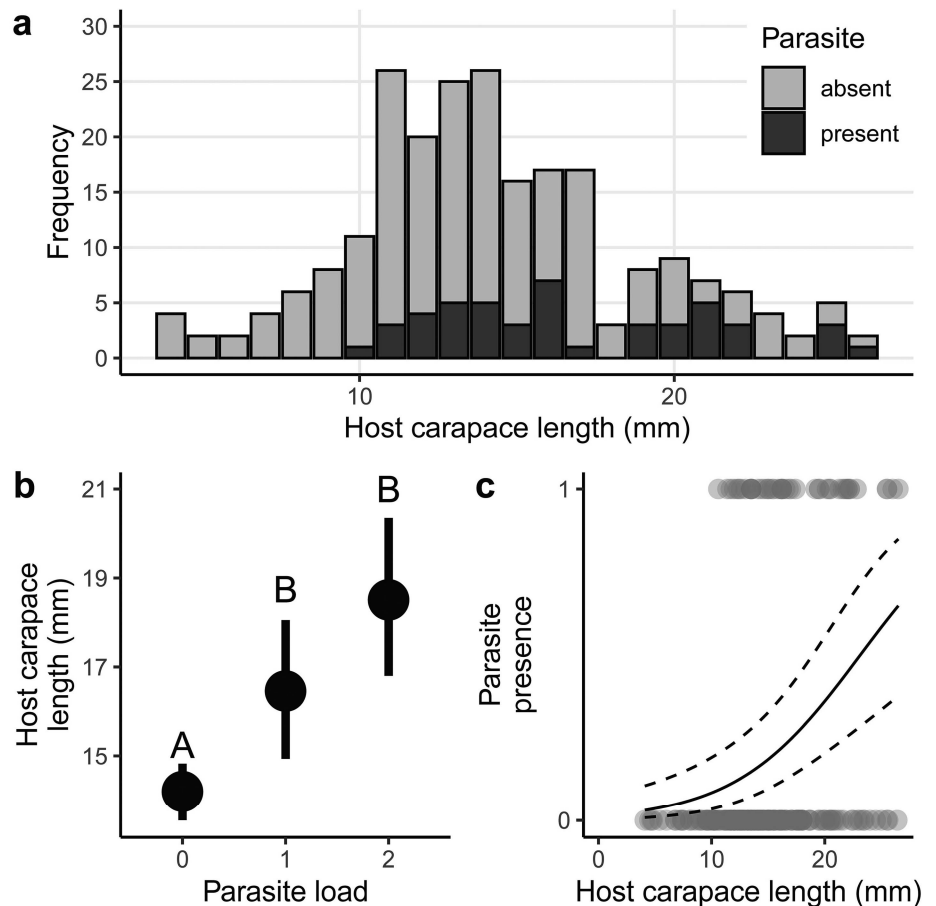 a
30
25
20
15
10
5
0
Frequency
Parasite
absent
present
10 20
Host carapace length (mm)
b
21
19
17
15
Host carapace
length (mm)
A
B
B
0 1 2
Parasite load
c
1
0
Parasite
presence
0 10 20
Host carapace length (mm)